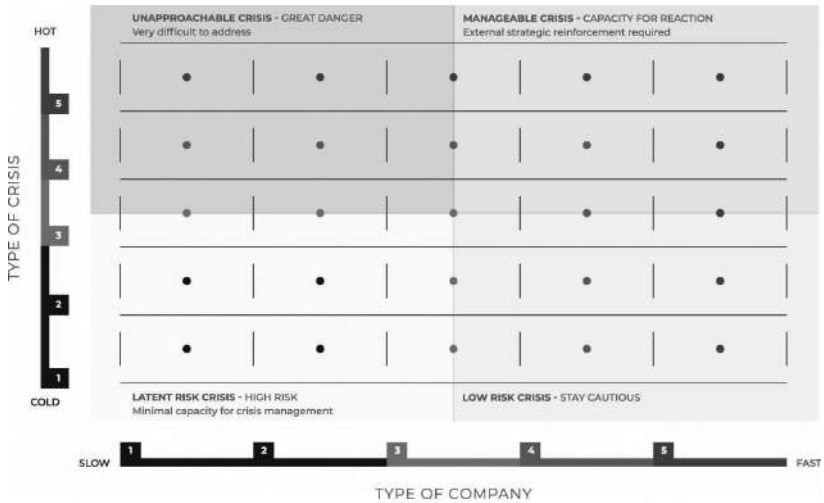 UNAPPROACHABLE CRISIS - GREAT DANGER
Very difficult to address
MANAGEABLE CRISIS - CAPACITY FOR REACTION
External strategic reinforcement required
HOT
5
4
3
2
1
COLD
TYPE OF CRISIS
LATENT RISK CRISIS - HIGH RISK
Minimal capacity for crisis management
LOW RISK CRISIS - STAY CAUTIOUS
SLOW
1
2
3
4
5
FAST
TYPE OF COMPANY